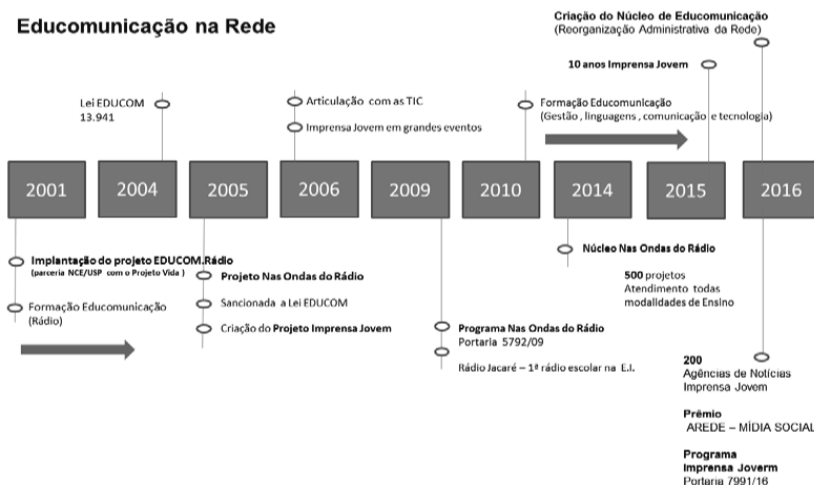 Educomunicação na Rede
Criação do Núcleo de Educomunicação
(Reorganização Administrativa da Rede)
10 anos Imprensa Jovem
Lei EDUCOM
13.941
Articulação com as TIC
Imprensa Jovem em grandes eventos
Formação Educomunicação
(Gestão , linguagens , comunicação e tecnologia)
2001
2004
2005
2006
2009
2010
2014
2015
2016
Implantação do projeto EDUCOM.Rádio
(parceria NCE/USP com o Projeto Vida )
Formação Educomunicação
(Rádio)
Projeto Nas Ondas do Rádio
Sancionada a Lei EDUCOM
Criação do Projeto Imprensa Jovem
Programa Nas Ondas do Rádio
Portaria 5792/09
Rádio Jacaré – 1ª rádio escolar na E.I.
Núcleo Nas Ondas do Rádio
500 projetos
Atendimento todas
modalidades de Ensino
200
Agências de Notícias
Imprensa Jovem
Prêmio
AREDE – MÍDIA SOCIAL
Programa
Imprensa Joverm
Portaria 7991/16